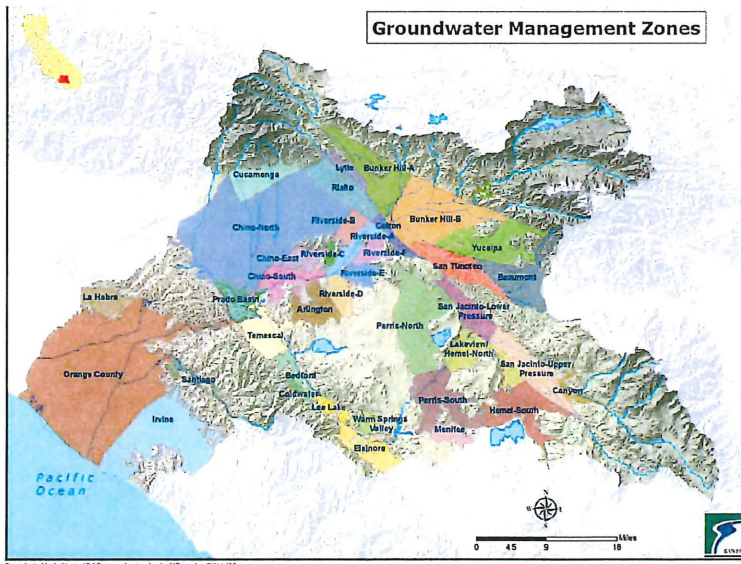 Groundwater Management Zones
Lytle
Bunker Hill-A
Cucamonga
Rialto
Bunker Hill-B
Riverside-B
Colton
Chino-North
Riverside-A
Yucaipa
Riverside-C
Riverside-F
Chino-East
San Timoteo
Chino-South
Riverside-E
Beaumont
Prado Basin
Riverside-D
La Habra
Arlington
San Jacinto-Lower
Pressure
Perris-North
Temescal
Lakeview/
Hemet-North
Orange County
San Jacinto-Upper
Pressure
Santiago
Bedford
Canyon
Coldwater
Perris-South
Hemet-South
Lee Lake
Irvine
Warm Springs
Valley
Menifee
Elsinore
Pacific
Ocean
N
S
Miles
0 4.5 9 18